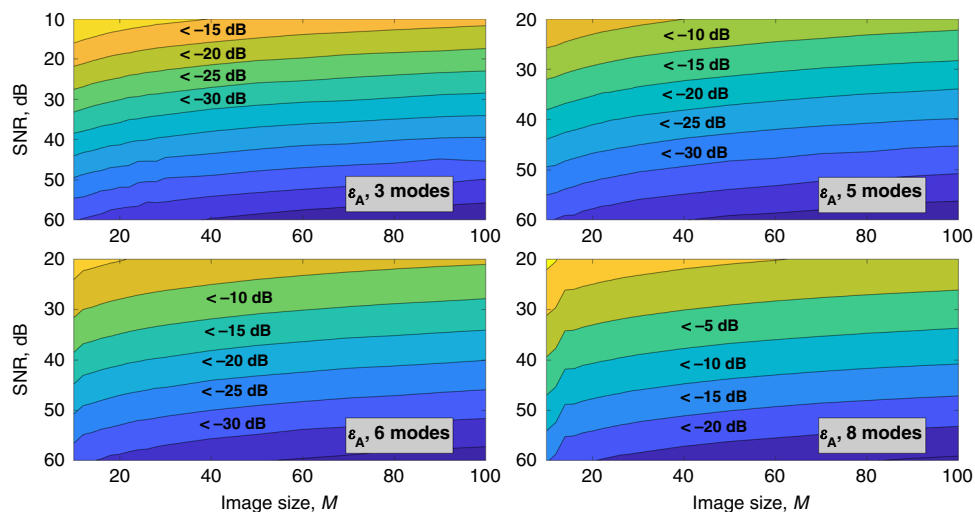 10
20
30
40
50
60
SNR, dB
< –15 dB
< –20 dB
< –25 dB
< –30 dB
εA, 3 modes
20
40
60
80
100
20
30
40
50
60
< –10 dB
< –15 dB
< –20 dB
< –25 dB
< –30 dB
εA, 5 modes
20
40
60
80
100
20
30
40
50
60
SNR, dB
< –10 dB
< –15 dB
< –20 dB
< –25 dB
< –30 dB
εA, 6 modes
20
40
60
80
100
Image size, M
20
30
40
50
60
< –5 dB
< –10 dB
< –15 dB
< –20 dB
εA, 8 modes
20
40
60
80
100
Image size, M